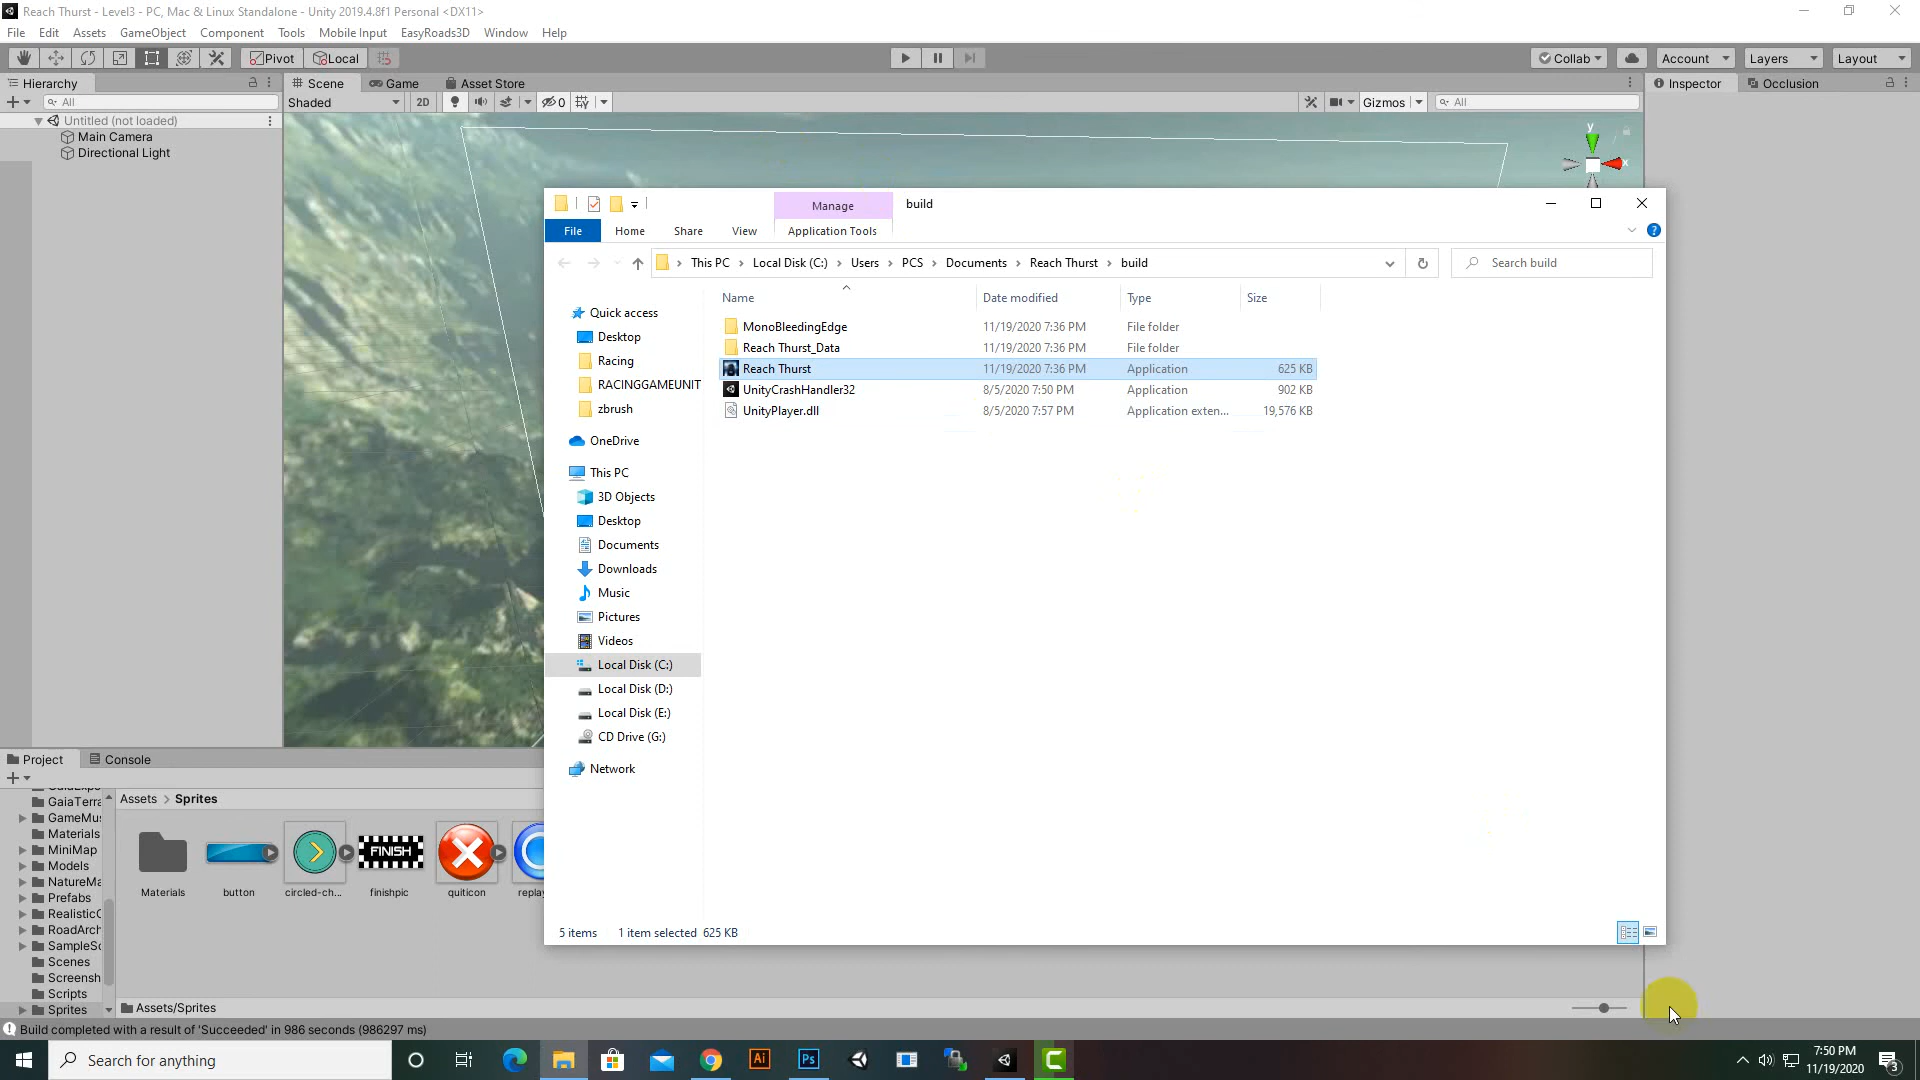 Reach Thurst - Level3 - PC, Mac & Linux Standalone - Unity 2019.4.8f1 Personal <DX11>
File Edit Assets GameObject Component Tools Mobile Input EasyRoads3D Window Help
Pivot Local Collab Account Layers Layout
Hierarchy Scene Game Asset Store Inspector Occlusion
All Shaded 2D 0 Gizmos All
Untitled (not loaded)
Main Camera
Directional Light
y
x
Manage build
File Home Share View Application Tools
This PC > Local Disk (C:) > Users > PCS > Documents > Reach Thurst > build
Search build
Name Date modified Type Size
MonoBleedingEdge 11/19/2020 7:36 PM File folder
Reach Thurst_Data 11/19/2020 7:36 PM File folder
Reach Thurst 11/19/2020 7:36 PM Application 625 KB
UnityCrashHandler32 8/5/2020 7:50 PM Application 902 KB
UnityPlayer.dll 8/5/2020 7:57 PM Application exten... 19,576 KB
Quick access
Desktop
Racing
RACINGGAMEUNIT
zbrush
OneDrive
This PC
3D Objects
Desktop
Documents
Downloads
Music
Pictures
Videos
Local Disk (C:)
Local Disk (D:)
Local Disk (E:)
CD Drive (G:)
Network
5 items 1 item selected 625 KB
Project Console
GaiaTerra
GameMus
Materials
MiniMap
Models
NatureMa
Prefabs
RealisticC
RoadArch
SampleSc
Scenes
Screensh
Scripts
Sprites
Assets > Sprites
FINISH
Materials button circled-ch... finishpic quiticon replay
Assets/Sprites
Build completed with a result of 'Succeeded' in 986 seconds (986297 ms)
Search for anything
Ai Ps
7:50 PM
11/19/2020
3